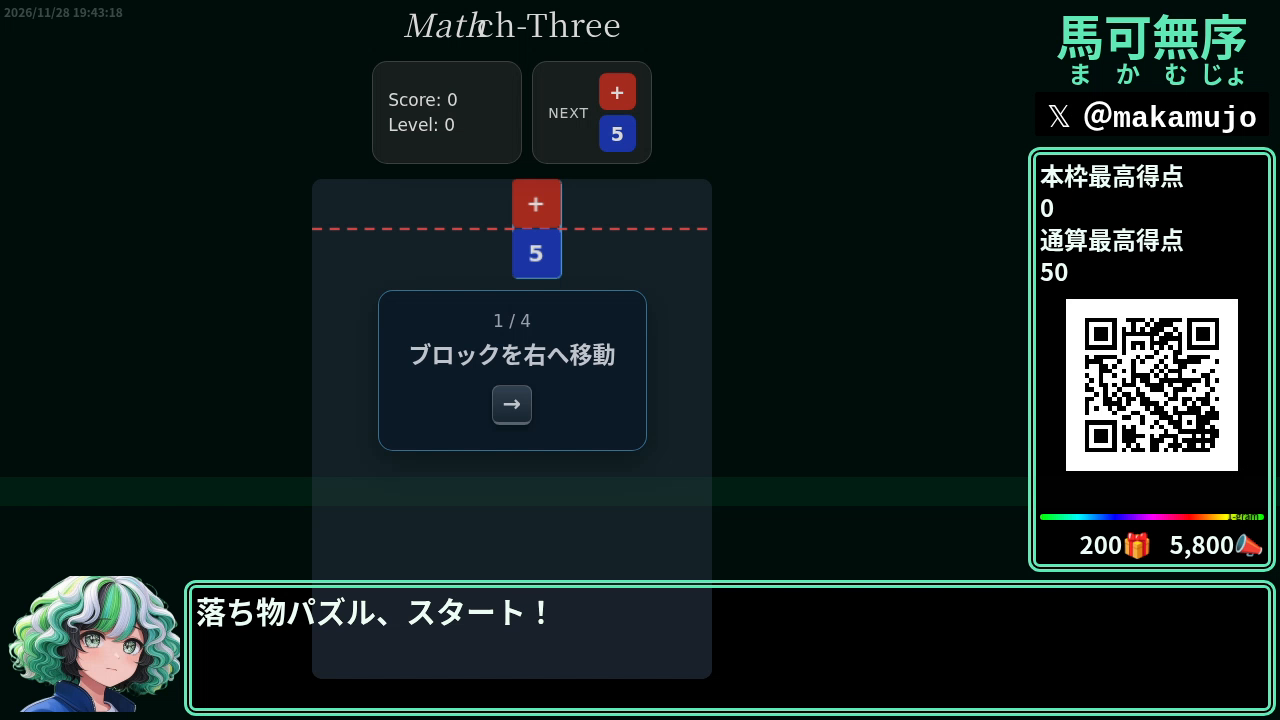 2026/11/28 19:43:18
Mathch-Three
Score: 0
Level: 0
NEXT
+
5
+
5
1 / 4
ブロックを右へ移動
→
馬可無序
まかむじょ
𝕏 @makamujo
本枠最高得点
0
通算最高得点
50
1-gram
200🎁 5,800📣
落ち物パズル、スタート！